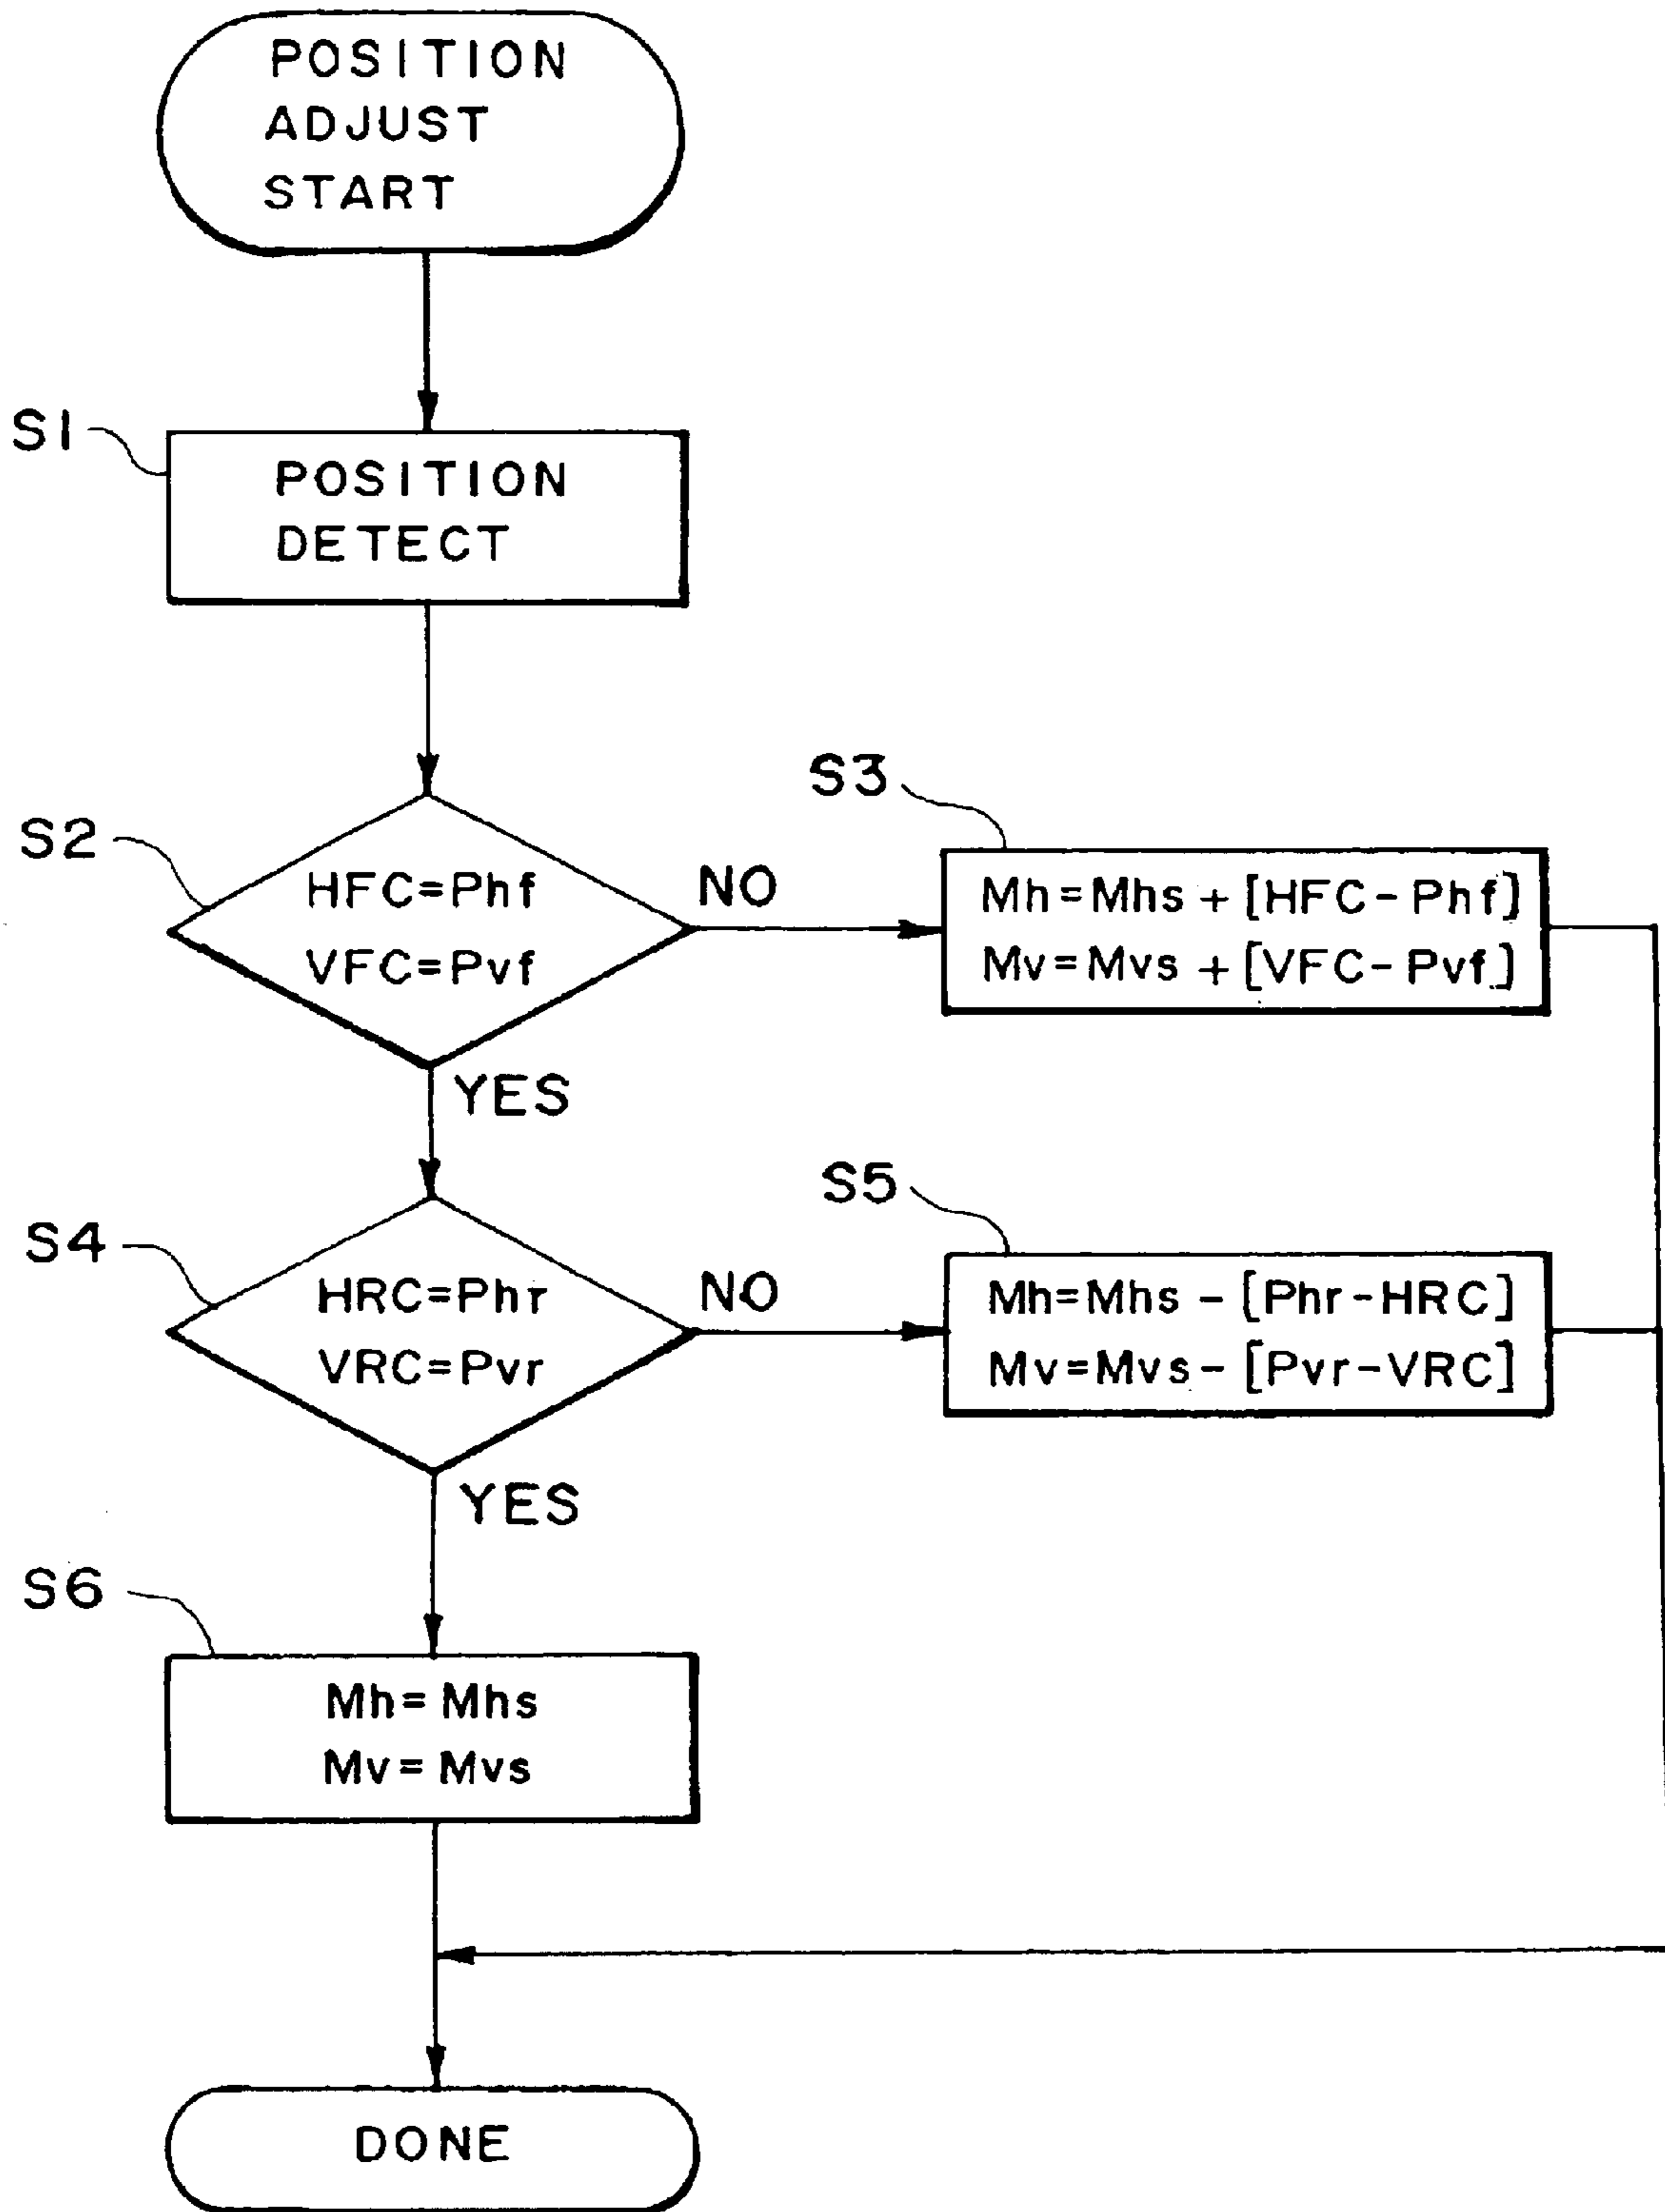 POSITION
ADJUST
START
S1
POSITION
DETECT
S2
HFC=Phf
VFC=Pvf
NO
YES
S3
Mh=Mhs+[HFC-Phf]
Mv=Mvs+[VFC-Pvf]
S4
HRC=Phr
VRC=Pvr
NO
YES
S5
Mh=Mhs-[Phr-HRC]
Mv=Mvs-[Pvr-VRC]
S6
Mh=Mhs
Mv=Mvs
DONE